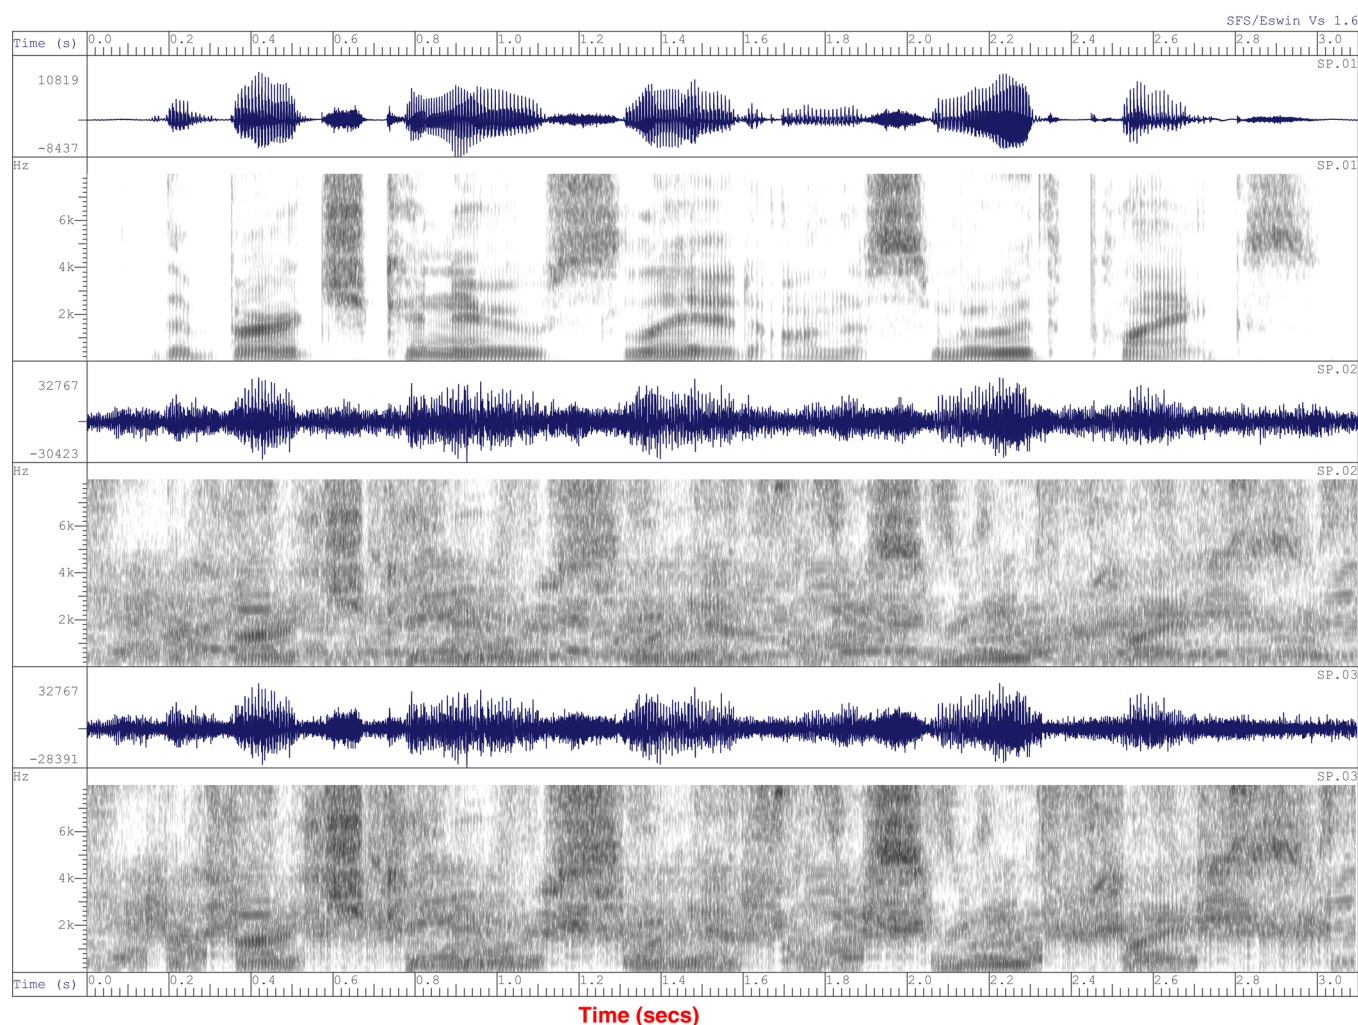 SFS/Eswin Vs 1.6
Time (s) 0.0 0.2 0.4 0.6 0.8 1.0 1.2 1.4 1.6 1.8 2.0 2.2 2.4 2.6 2.8 3.0
SP.01
10819
-8437
Hz SP.01
6k
4k
2k
SP.02
32767
-30423
Hz SP.02
6k
4k
2k
SP.03
32767
-28391
Hz SP.03
6k
4k
2k
Time (s) 0.0 0.2 0.4 0.6 0.8 1.0 1.2 1.4 1.6 1.8 2.0 2.2 2.4 2.6 2.8 3.0
Time (secs)